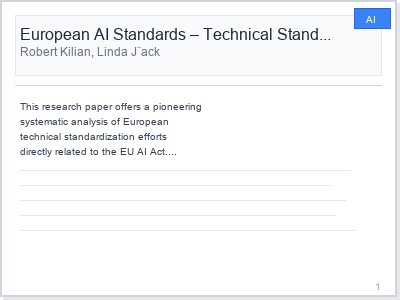 AI
European AI Standards – Technical Stand...
Robert Kilian, Linda J¨ack
This research paper offers a pioneering
systematic analysis of European
technical standardization efforts
directly related to the EU AI Act....
1